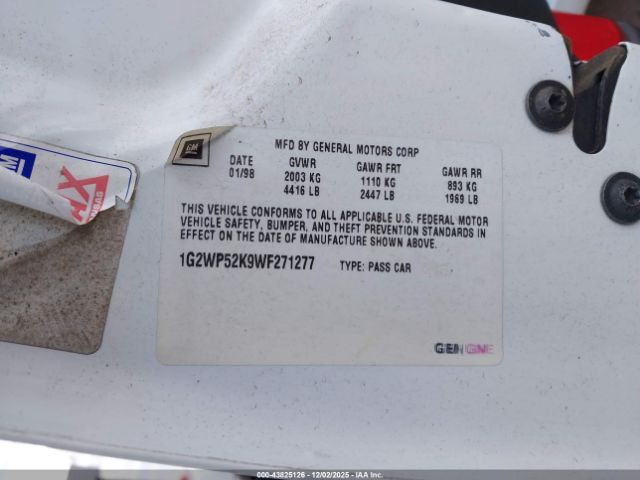 GM
MFD BY GENERAL MOTORS CORP
DATE GVWR GAWR FRT GAWR RR
01/98 2003 KG 1110 KG 893 KG
4416 LB 2447 LB 1969 LB
THIS VEHICLE CONFORMS TO ALL APPLICABLE U.S. FEDERAL MOTOR
VEHICLE SAFETY, BUMPER, AND THEFT PREVENTION STANDARDS IN
EFFECT ON THE DATE OF MANUFACTURE SHOWN ABOVE.
1G2WP52K9WF271277 TYPE: PASS CAR
000-43825126 - 12/02/2025 - IAA Inc.